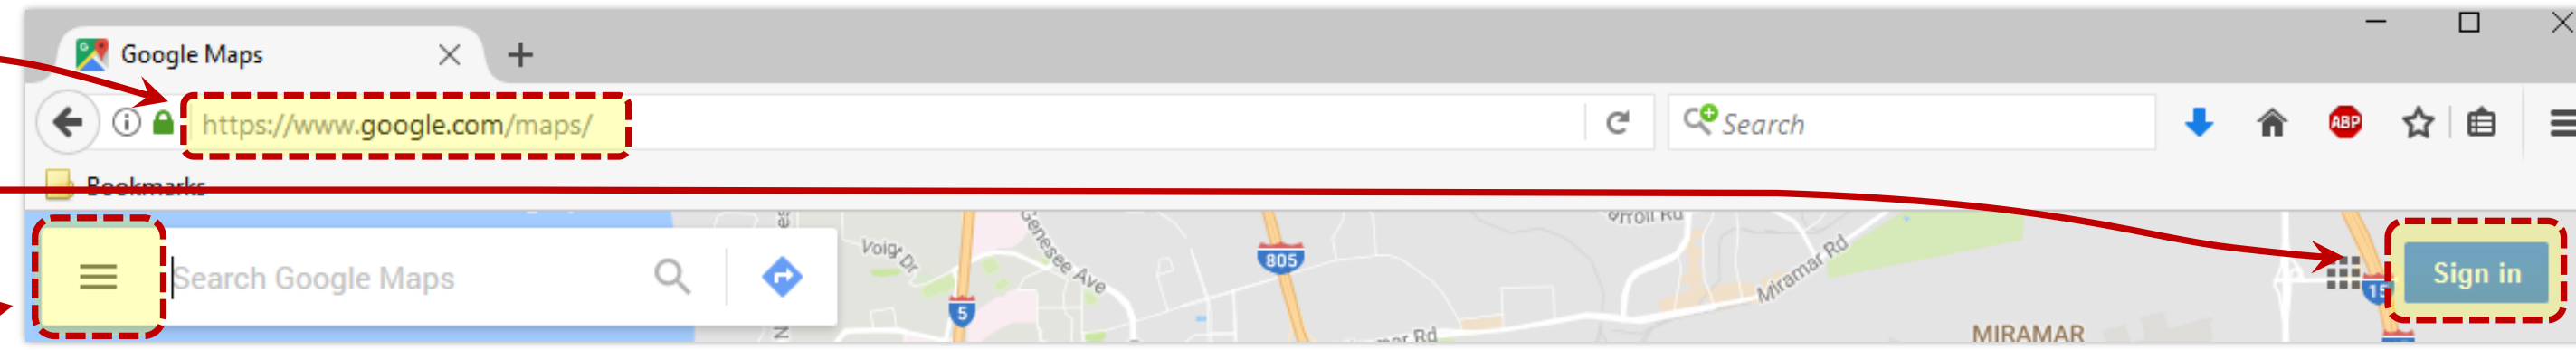 Google Maps
https://www.google.com/maps/
Search
ABP
Bookmarks
Search Google Maps
Voigt Dr
Genesee Ave
5
805
Miramar Rd
15
Sign in
MIRAMAR